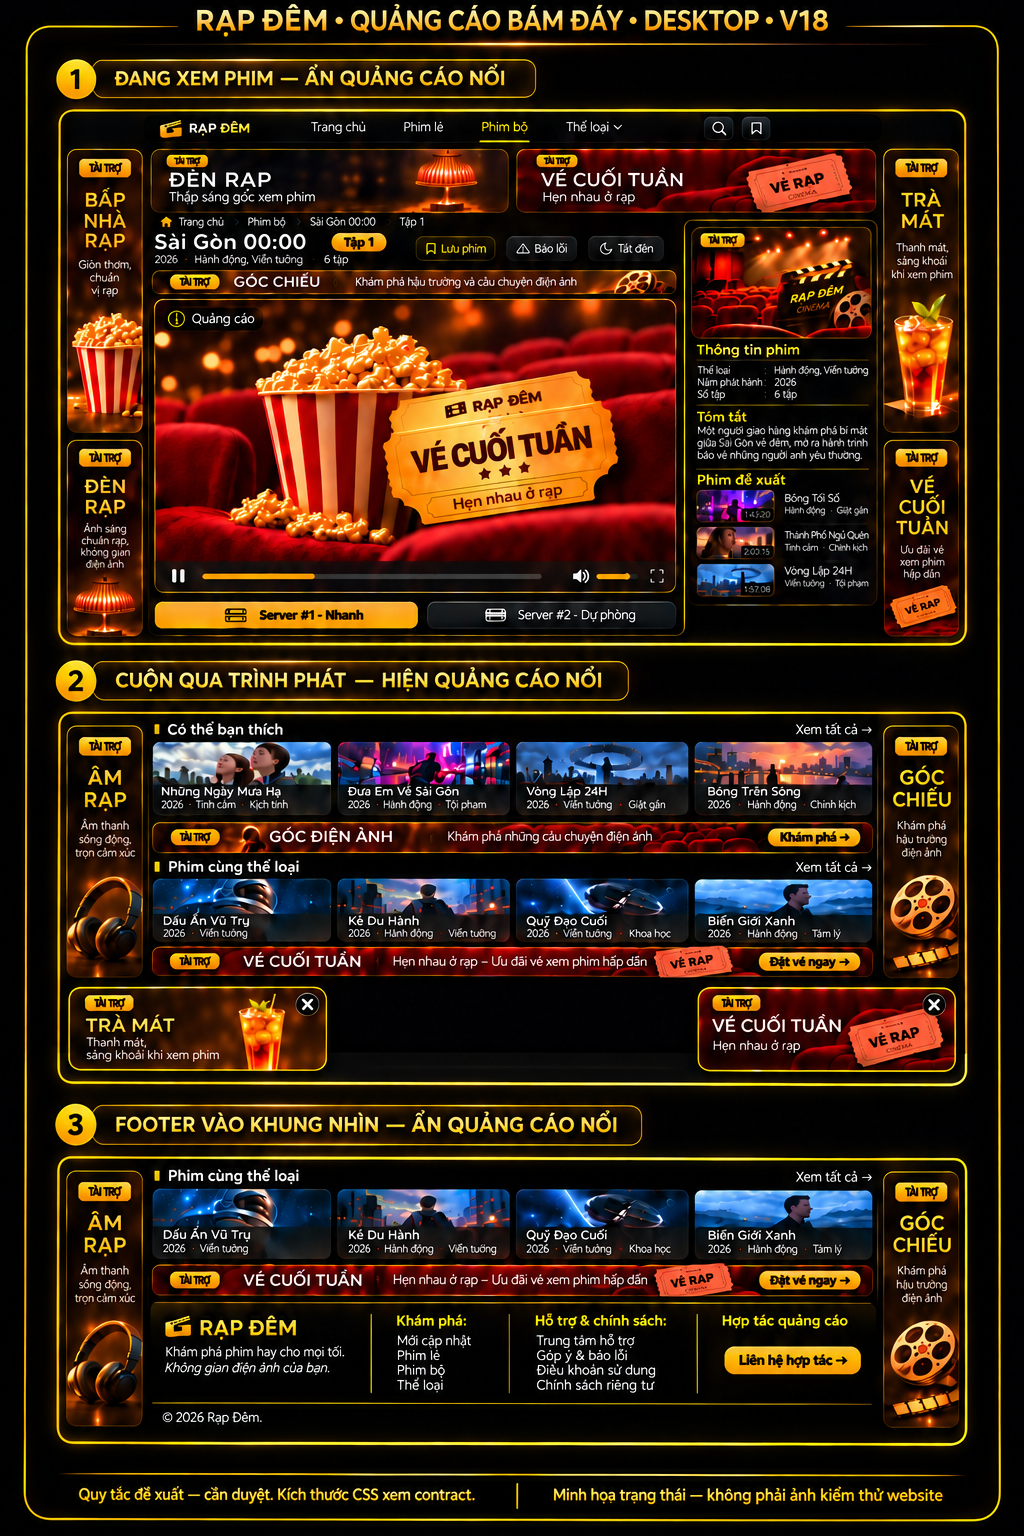 RẠP ĐÊM • QUẢNG CÁO BÁM ĐÁY • DESKTOP • V18
1 ĐANG XEM PHIM — ẨN QUẢNG CÁO NỔI
RẠP ĐÊM Trang chủ Phim lẻ Phim bộ Thể loại
TÀI TRỢ
BẮP
NHÀ
RẠP
Giòn thơm,
chuẩn
vị rạp
TÀI TRỢ
ĐÈN RẠP
Thắp sáng góc xem phim
TÀI TRỢ
VÉ CUỐI TUẦN
Hẹn nhau ở rạp
VÉ RẠP
TÀI TRỢ
TRÀ
MÁT
Thanh mát,
sảng khoái
khi xem phim
Trang chủ Phim bộ Sài Gòn 00:00 Tập 1
Sài Gòn 00:00 Tập 1
2026 · Hành động, Viễn tưởng · 6 tập
Lưu phim Báo lỗi Tắt đèn
TÀI TRỢ GÓC CHIẾU Khám phá hậu trường và câu chuyện điện ảnh
Quảng cáo
RẠP ĐÊM
VÉ CUỐI TUẦN
Hẹn nhau ở rạp
Server #1 - Nhanh Server #2 - Dự phòng
TÀI TRỢ
RẠP ĐÊM
CINEMA
Thông tin phim
Thể loại : Hành động, Viễn tưởng
Năm phát hành : 2026
Số tập : 6 tập
Tóm tắt
Một người giao hàng khám phá bí mật
giữa Sài Gòn về đêm, mở ra hành trình
bảo vệ những người anh yêu thương.
Phim đề xuất
1:43:20 Bóng Tối Số
Hành động · Giật gân
2:00:15 Thành Phố Ngủ Quên
Tình cảm · Chính kịch
1:57:06 Vòng Lặp 24H
Viễn tưởng · Tội phạm
TÀI TRỢ
ĐÈN
RẠP
Ánh sáng
chuẩn rạp,
không gian
điện ảnh
TÀI TRỢ
VÉ
CUỐI
TUẦN
Ưu đãi vé
xem phim
hấp dẫn
VÉ RẠP
2 CUỘN QUA TRÌNH PHÁT — HIỆN QUẢNG CÁO NỔI
TÀI TRỢ
ÂM
RẠP
Âm thanh
sống động,
trọn cảm xúc
Có thể bạn thích Xem tất cả →
Những Ngày Mưa Hạ
2026 · Tình cảm · Kịch tính
Đưa Em Về Sài Gòn
2026 · Hành động · Tội phạm
Vòng Lặp 24H
2026 · Viễn tưởng · Giật gân
Bóng Trên Sóng
2026 · Hành động · Chính kịch
TÀI TRỢ GÓC ĐIỆN ẢNH Khám phá những câu chuyện điện ảnh Khám phá →
Phim cùng thể loại Xem tất cả →
Dấu Ấn Vũ Trụ
2026 · Viễn tưởng
Kẻ Du Hành
2026 · Hành động · Viễn tưởng
Quỹ Đạo Cuối
2026 · Viễn tưởng · Khoa học
Biên Giới Xanh
2026 · Hành động · Tâm lý
TÀI TRỢ VÉ CUỐI TUẦN Hẹn nhau ở rạp – Ưu đãi vé xem phim hấp dẫn VÉ RẠP CINEMA Đặt vé ngay →
TÀI TRỢ
GÓC
CHIẾU
Khám phá
hậu trường
điện ảnh
TÀI TRỢ
TRÀ MÁT
Thanh mát,
sảng khoái khi xem phim
TÀI TRỢ
VÉ CUỐI TUẦN
Hẹn nhau ở rạp
VÉ RẠP
CINEMA
3 FOOTER VÀO KHUNG NHÌN — ẨN QUẢNG CÁO NỔI
TÀI TRỢ
ÂM
RẠP
Âm thanh
sống động,
trọn cảm xúc
Phim cùng thể loại Xem tất cả →
Dấu Ấn Vũ Trụ
2026 · Viễn tưởng
Kẻ Du Hành
2026 · Hành động · Viễn tưởng
Quỹ Đạo Cuối
2026 · Viễn tưởng · Khoa học
Biên Giới Xanh
2026 · Hành động · Tâm lý
TÀI TRỢ VÉ CUỐI TUẦN Hẹn nhau ở rạp – Ưu đãi vé xem phim hấp dẫn VÉ RẠP Đặt vé ngay →
TÀI TRỢ
GÓC
CHIẾU
Khám phá
hậu trường
điện ảnh
RẠP ĐÊM
Khám phá phim hay cho mọi tối.
Không gian điện ảnh của bạn.
Khám phá:
Mới cập nhật
Phim lẻ
Phim bộ
Thể loại
Hỗ trợ & chính sách:
Trung tâm hỗ trợ
Góp ý & báo lỗi
Điều khoản sử dụng
Chính sách riêng tư
Hợp tác quảng cáo
Liên hệ hợp tác →
© 2026 Rạp Đêm.
Quy tắc đề xuất — cần duyệt. Kích thước CSS xem contract.
Minh họa trạng thái — không phải ảnh kiểm thử website